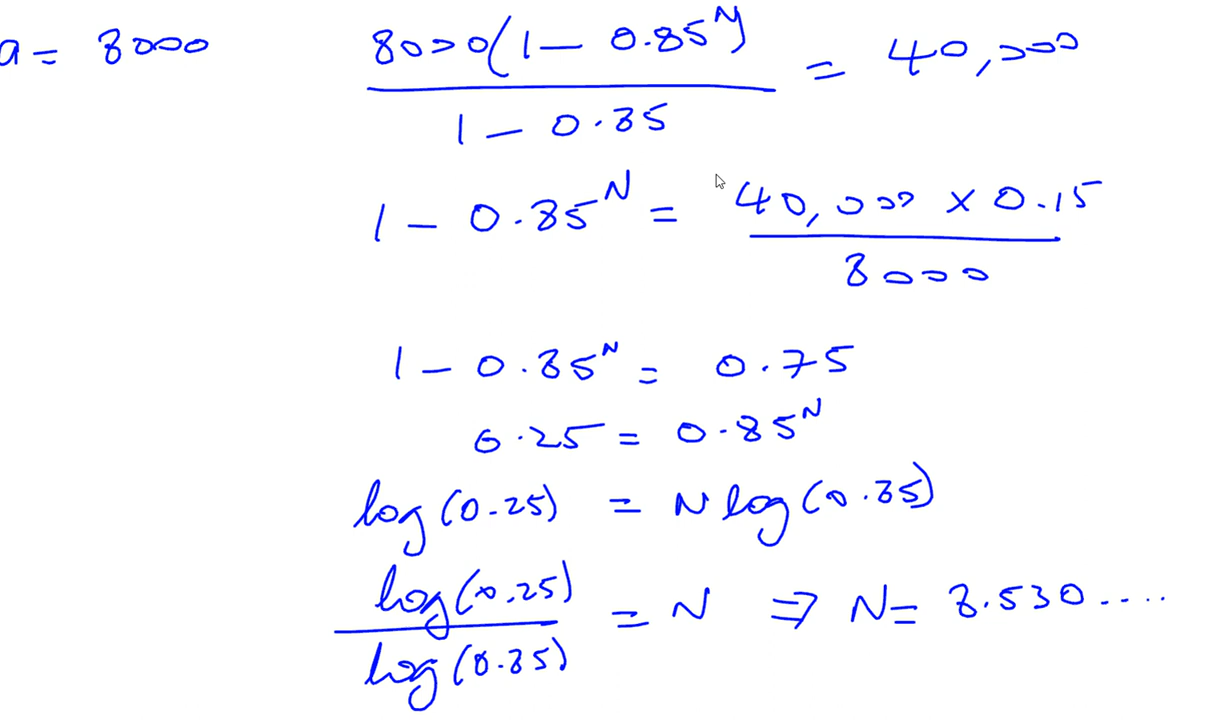 a = 8000
8000(1 - 0.85^N) / 1 - 0.85 = 40,000
1 - 0.85^N = 40,000 × 0.15 / 8000
1 - 0.85^N = 0.75
0.25 = 0.85^N
log(0.25) = N log(0.85)
log(0.25) / log(0.85) = N ⇒ N = 8.530....